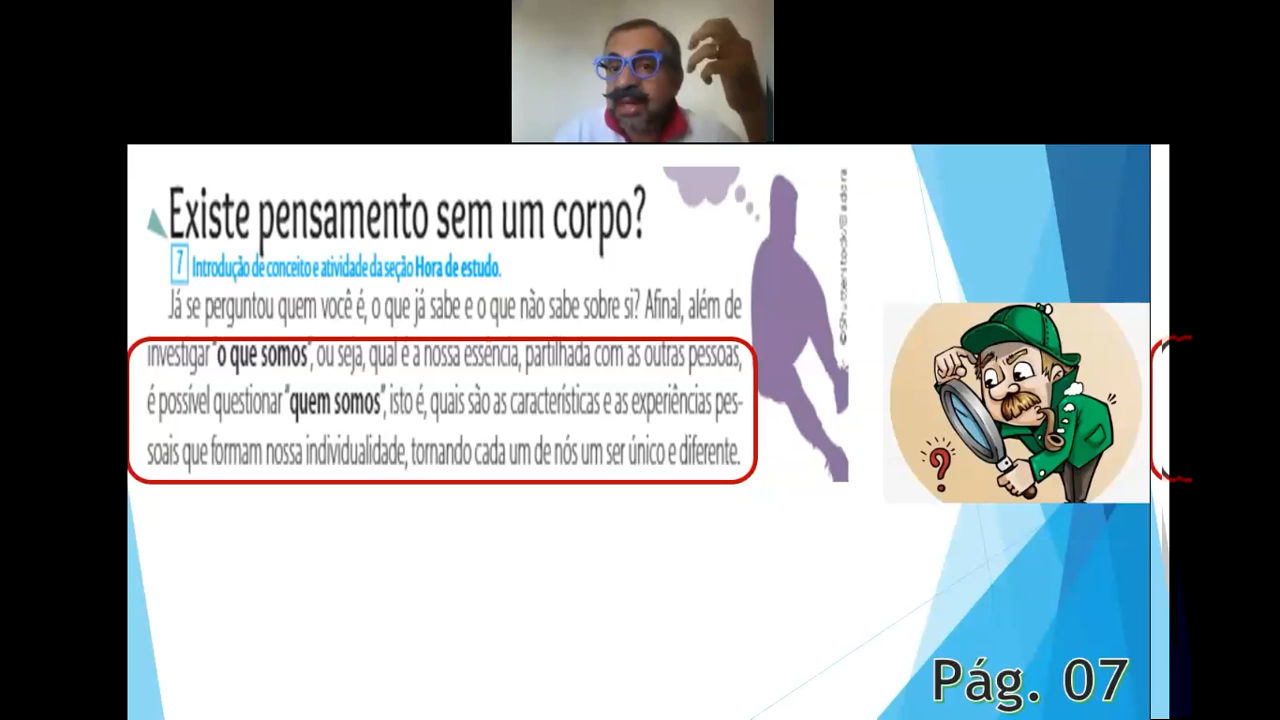 Existe pensamento sem um corpo?
7 Introdução de conceito e atividade da seção Hora de estudo.
Já se perguntou quem você é, o que já sabe e o que não sabe sobre si? Afinal, além de
investigar "o que somos", ou seja, qual é a nossa essência, partilhada com as outras pessoas,
é possível questionar "quem somos", isto é, quais são as características e as experiências pes-
soais que formam nossa individualidade, tornando cada um de nós um ser único e diferente.
?
Pág. 07